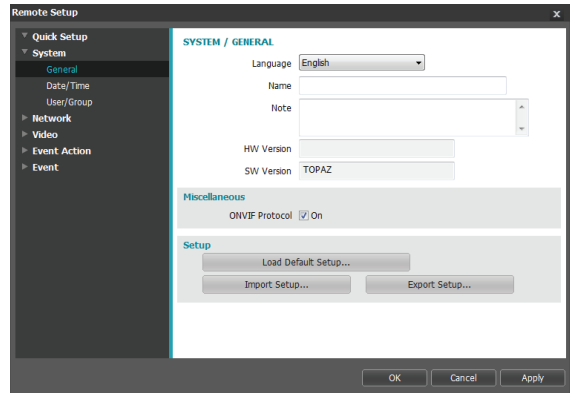 Remote Setup
x
Quick Setup
System
General
Date/Time
User/Group
Network
Video
Event Action
Event
SYSTEM / GENERAL
Language English
Name
Note
HW Version
SW Version TOPAZ
Miscellaneous
ONVIF Protocol On
Setup
Load Default Setup...
Import Setup... Export Setup...
OK Cancel Apply